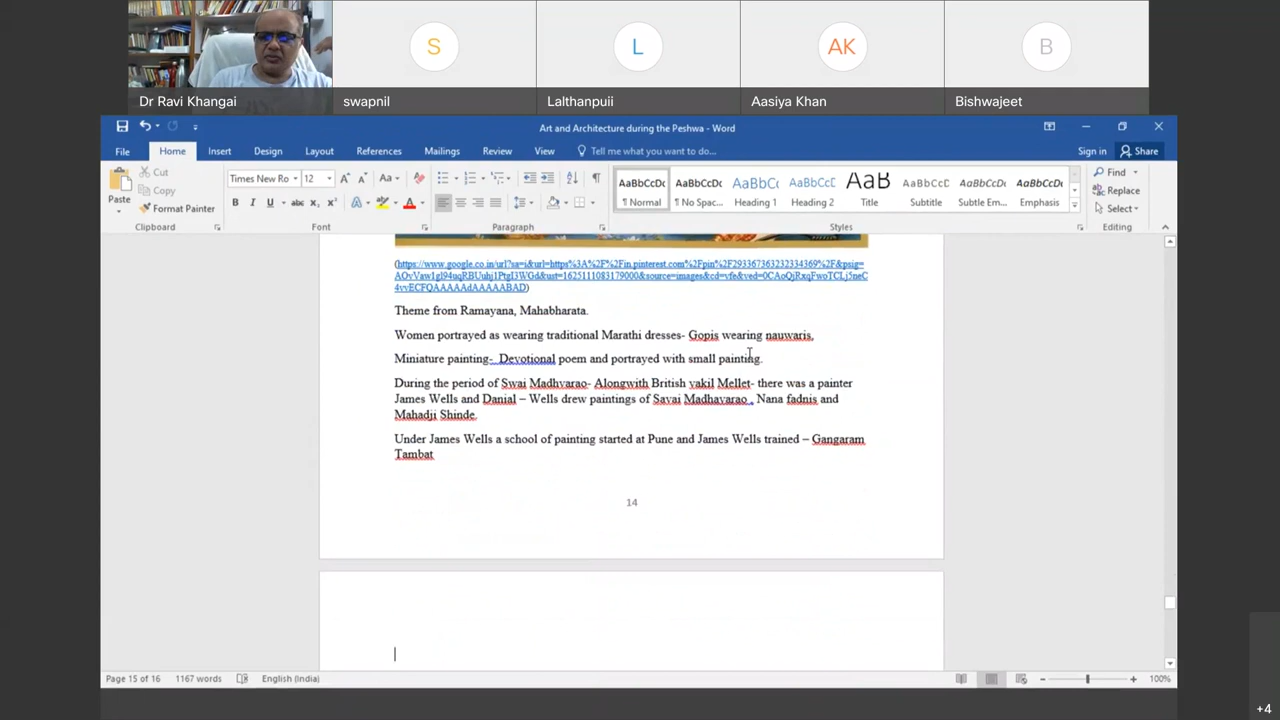 S
L
AK
B
Dr Ravi Khangai
swapnil
Lalthanpuii
Aasiya Khan
Bishwajeet
Art and Architecture during the Peshwa - Word
File
Home
Insert
Design
Layout
References
Mailings
Review
View
Tell me what you want to do...
Sign in
Share
Paste
Cut
Copy
Format Painter
Clipboard
Times New Ro
12
Font
Paragraph
AaBbCcDc
¶ Normal
AaBbCcDc
¶ No Spac...
AaBbC
Heading 1
AaBbCc
Heading 2
AaB
Title
AaBbCcD
Subtitle
AaBbCcDt
Subtle Em...
AaBbCcDt
Emphasis
Styles
Find
Replace
Select
Editing
Theme from Ramayana, Mahabharata.
Women portrayed as wearing traditional Marathi dresses- Gopis wearing nauwaris,
Miniature painting-  Devotional poem and portrayed with small painting.
During the period of Swai Madhvarao- Alongwith British vakil Mellet- there was a painter
James Wells and Danial – Wells drew paintings of Savai Madhavarao , Nana fadnis and
Mahadji Shinde.
Under James Wells a school of painting started at Pune and James Wells trained – Gangaram
Tambat
14
Page 15 of 16
1167 words
English (India)
100%
+4